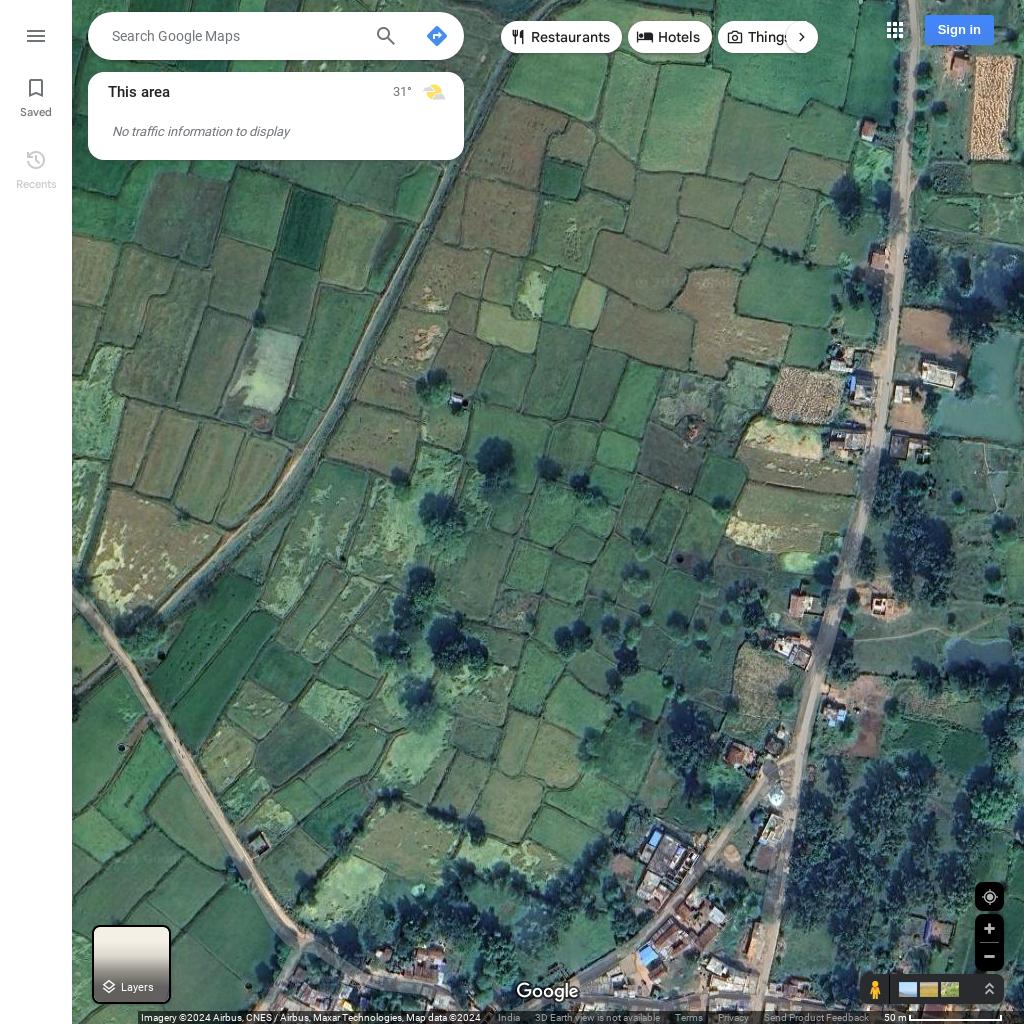 Search Google Maps
Restaurants
Hotels
Things
Sign in
This area
31°
No traffic information to display
Saved
Recents
Layers
Google
Imagery ©2024 Airbus, CNES / Airbus, Maxar Technologies, Map data ©2024
India
3D Earth view is not available
Terms
Privacy
Send Product Feedback
50 m